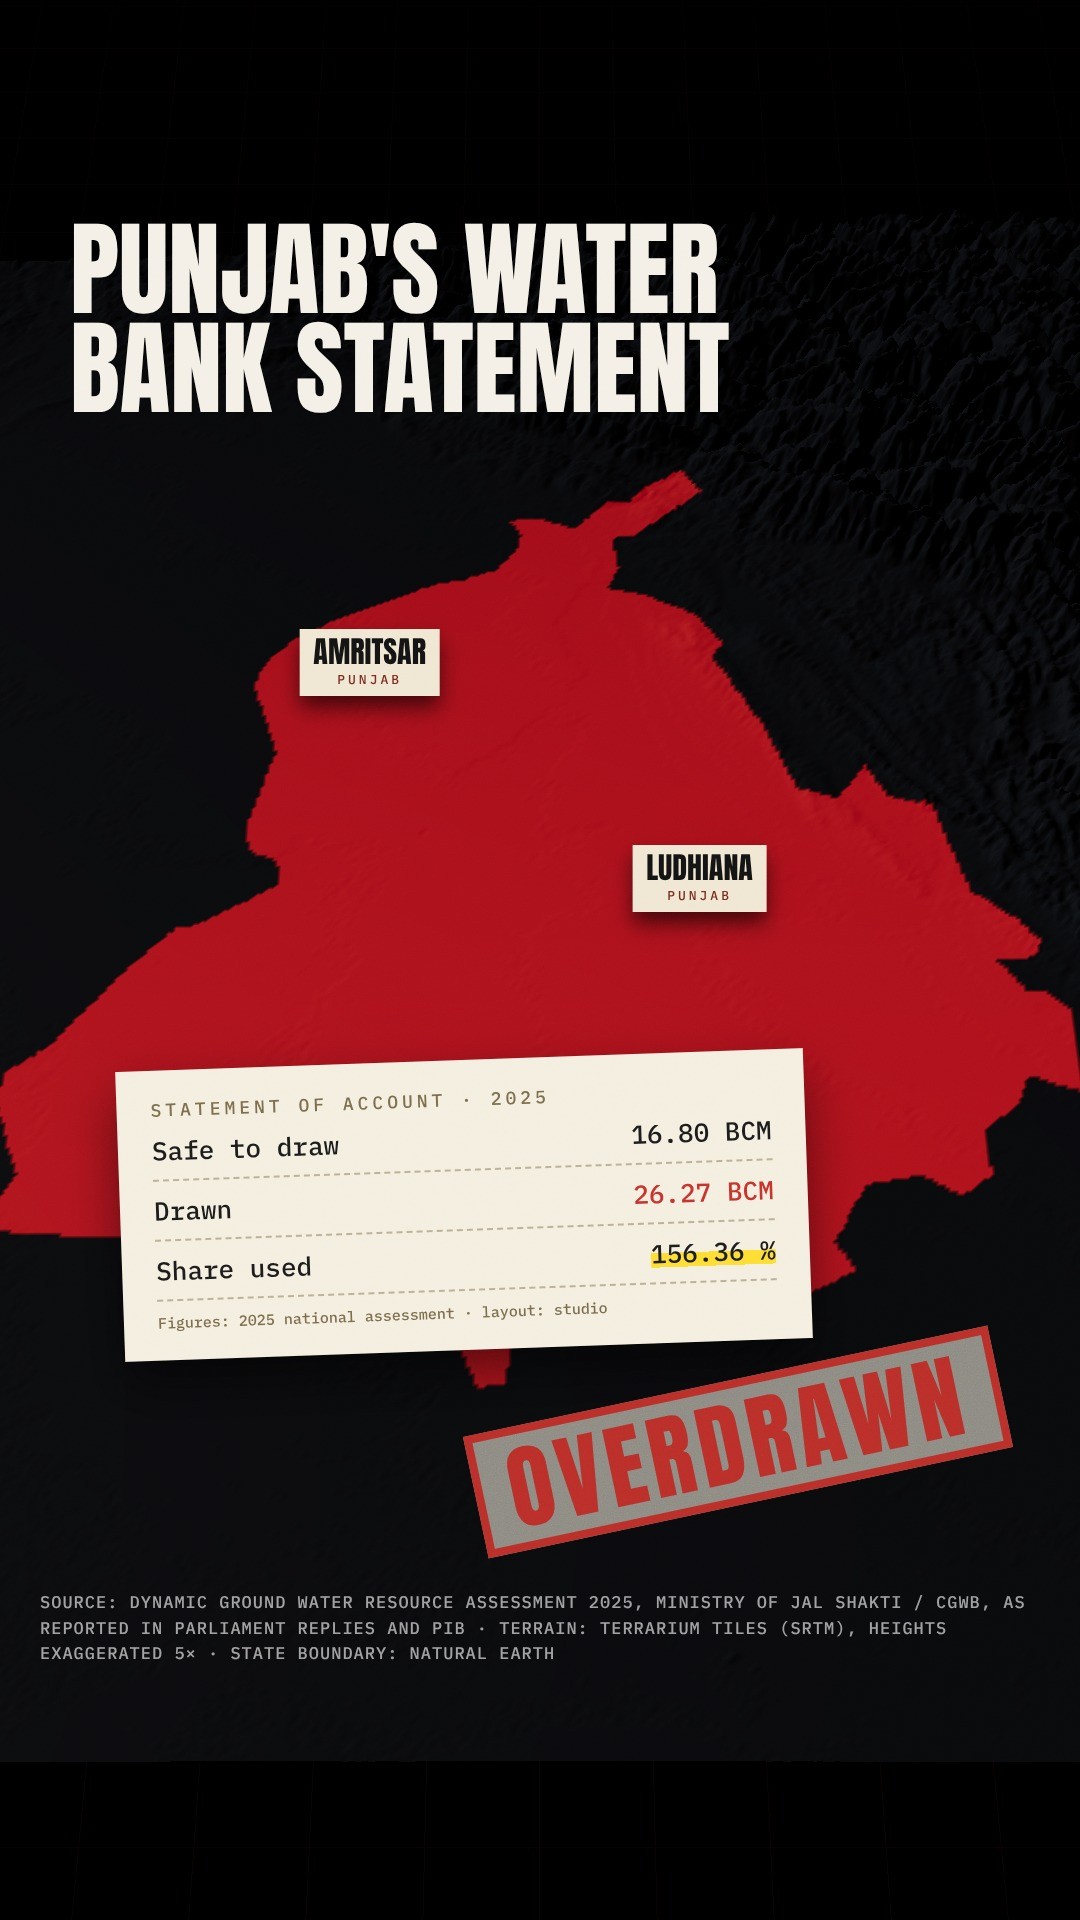 PUNJAB'S WATER
BANK STATEMENT
AMRITSAR
PUNJAB
LUDHIANA
PUNJAB
STATEMENT OF ACCOUNT · 2025
Safe to draw 16.80 BCM
Drawn 26.27 BCM
Share used 156.36 %
Figures: 2025 national assessment · layout: studio
OVERDRAWN
SOURCE: DYNAMIC GROUND WATER RESOURCE ASSESSMENT 2025, MINISTRY OF JAL SHAKTI / CGWB, AS
REPORTED IN PARLIAMENT REPLIES AND PIB · TERRAIN: TERRARIUM TILES (SRTM), HEIGHTS
EXAGGERATED 5× · STATE BOUNDARY: NATURAL EARTH